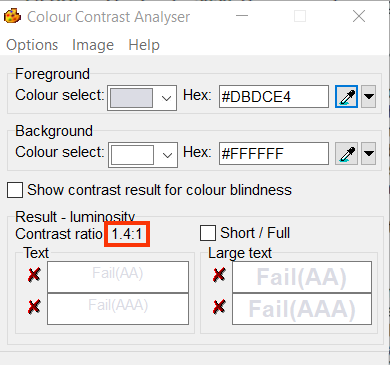 Colour Contrast Analyser
Options Image Help
Foreground
Colour select: Hex: #DBDCE4
Background
Colour select: Hex: #FFFFFF
Show contrast result for colour blindness
Result - luminosity
Contrast ratio: 1.4:1 Short / Full
Text
Fail(AA)
Fail(AAA)
Large text
Fail(AA)
Fail(AAA)